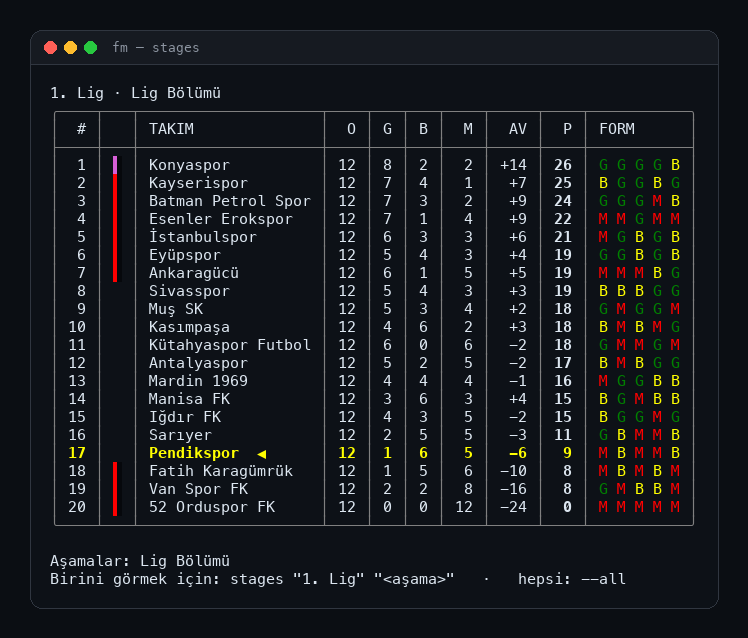 fm — stages
1. Lig · Lig Bölümü
# TAKIM O G B M AV P FORM
1 Konyaspor 12 8 2 2 +14 26 G G G G B
2 Kayserispor 12 7 4 1 +7 25 B G G B G
3 Batman Petrol Spor 12 7 3 2 +9 24 G G G M B
4 Esenler Erokspor 12 7 1 4 +9 22 M M G M M
5 İstanbulspor 12 6 3 3 +6 21 M G B G B
6 Eyüpspor 12 5 4 3 +4 19 G G B G B
7 Ankaragücü 12 6 1 5 +5 19 M M M B G
8 Sivasspor 12 5 4 3 +3 19 B B B G G
9 Muş SK 12 5 3 4 +2 18 G M G G M
10 Kasımpaşa 12 4 6 2 +3 18 B M B M G
11 Kütahyaspor Futbol 12 6 0 6 −2 18 G M M G M
12 Antalyaspor 12 5 2 5 −2 17 B M B G G
13 Mardin 1969 12 4 4 4 −1 16 M G G B B
14 Manisa FK 12 3 6 3 +4 15 B G M B B
15 Iğdır FK 12 4 3 5 −2 15 B G G M G
16 Sarıyer 12 2 5 5 −3 11 G B M M B
17 Pendikspor ◀ 12 1 6 5 −6 9 M B M M B
18 Fatih Karagümrük 12 1 5 6 −10 8 M B M B M
19 Van Spor FK 12 2 2 8 −16 8 G M B B M
20 52 Orduspor FK 12 0 0 12 −24 0 M M M M M
Aşamalar: Lig Bölümü
Birini görmek için: stages "1. Lig" "<aşama>" · hepsi: --all